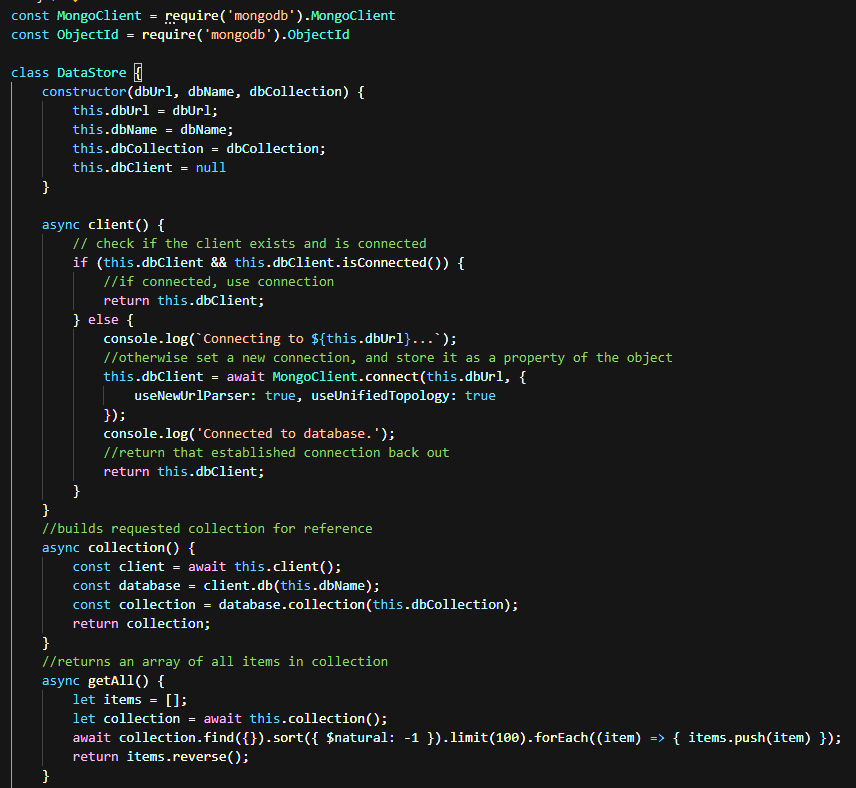 const MongoClient = require('mongodb').MongoClient
const ObjectId = require('mongodb').ObjectId

class DataStore {
    constructor(dbUrl, dbName, dbCollection) {
        this.dbUrl = dbUrl;
        this.dbName = dbName;
        this.dbCollection = dbCollection;
        this.dbClient = null
    }

    async client() {
        // check if the client exists and is connected
        if (this.dbClient && this.dbClient.isConnected()) {
            //if connected, use connection
            return this.dbClient;
        } else {
            console.log(`Connecting to ${this.dbUrl}...`);
            //otherwise set a new connection, and store it as a property of the object
            this.dbClient = await MongoClient.connect(this.dbUrl, {
                useNewUrlParser: true, useUnifiedTopology: true
            });
            console.log('Connected to database.');
            //return that established connection back out
            return this.dbClient;
        }
    }
    //builds requested collection for reference
    async collection() {
        const client = await this.client();
        const database = client.db(this.dbName);
        const collection = database.collection(this.dbCollection);
        return collection;
    }
    //returns an array of all items in collection
    async getAll() {
        let items = [];
        let collection = await this.collection();
        await collection.find({}).sort({ $natural: -1 }).limit(100).forEach((item) => { items.push(item) });
        return items.reverse();
    }